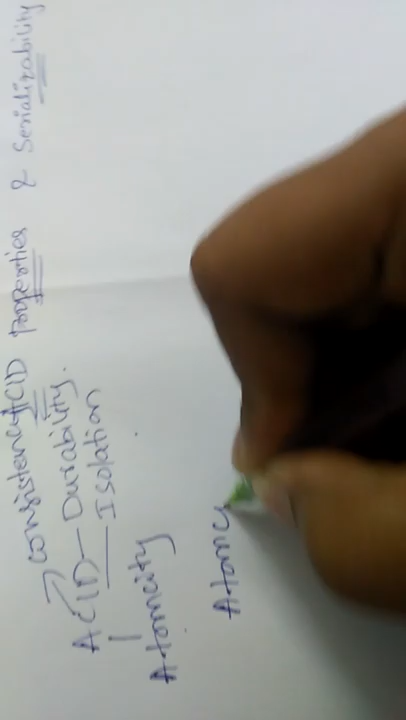 ACID Properties & Serializability
Consistency
ACID — Durability.
Isolation
Atomicity
Atomic